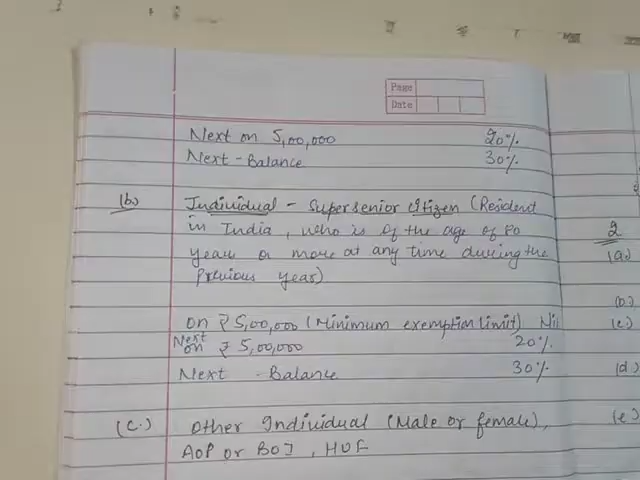 Page
Date
Next on 5,00,000 20%
Next - Balance 30%
(b.) Individual - Supersenior citizen (Resident
in India, who is of the age of 80
years or more at any time during the
previous year)
on ₹ 5,00,000 (Minimum exemption limit) Nil
Next on ₹ 5,00,000 20%
Next - Balance 30%
(c.) Other Individual (Male or female),
AOP or BOI, HUF
2
(a.)
(b.)
(c.)
(d.)
(e.)